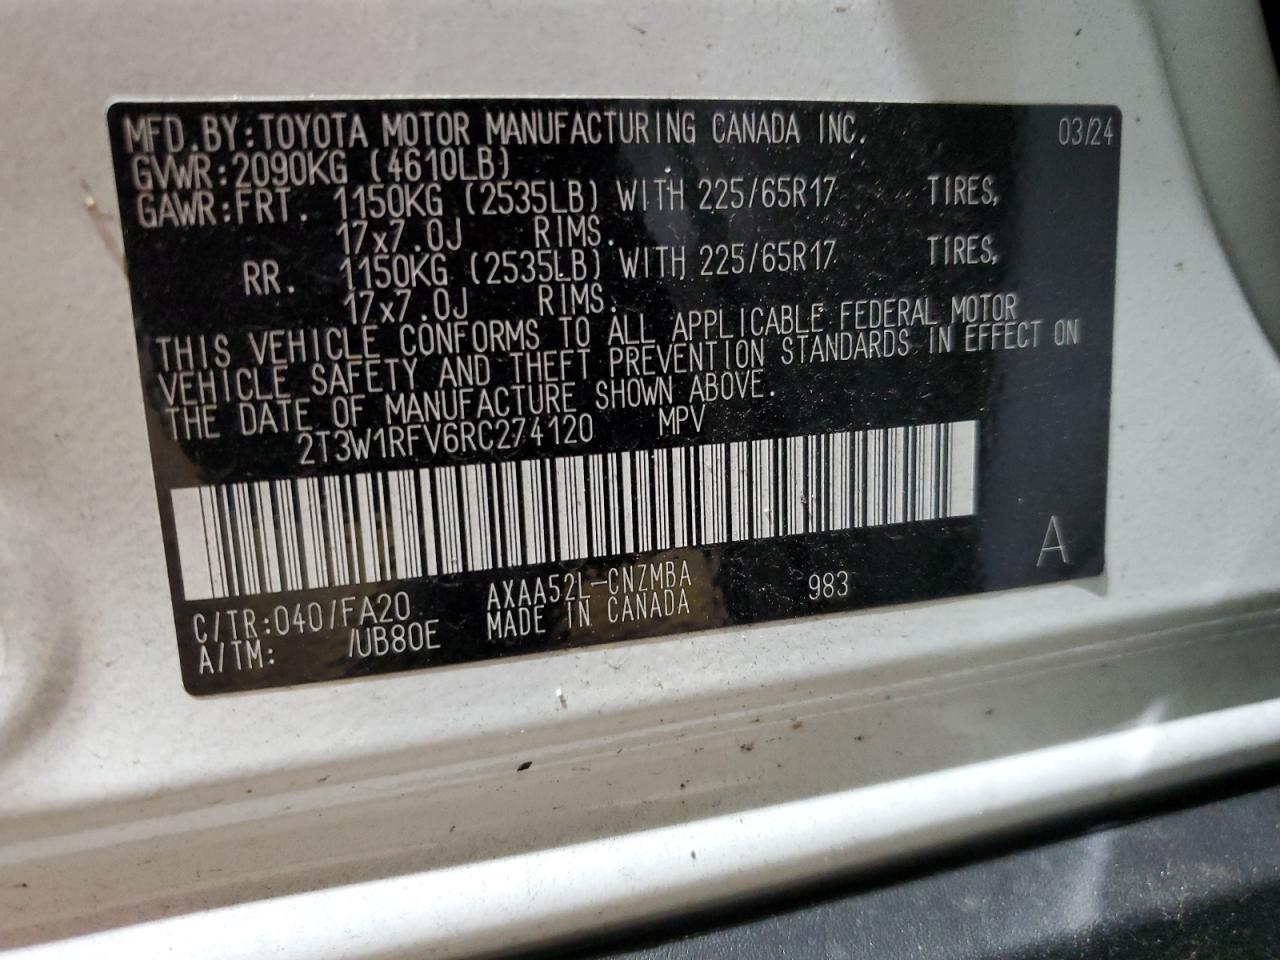 MFD.BY:TOYOTA MOTOR MANUFACTURING CANADA INC. 03/24
GVWR:2090KG (4610LB)
GAWR:FRT. 1150KG (2535LB) WITH 225/65R17 TIRES,
17x7.0J RIMS.
RR. 1150KG (2535LB) WITH 225/65R17 TIRES,
17x7.0J RIMS.
THIS VEHICLE CONFORMS TO ALL APPLICABLE FEDERAL MOTOR
VEHICLE SAFETY AND THEFT PREVENTION STANDARDS IN EFFECT ON
THE DATE OF MANUFACTURE SHOWN ABOVE.
2T3W1RFV6RC274120 MPV
A
C/TR:040/FA20 AXAA52L-CNZMBA 983
A/TM: /UB80E MADE IN CANADA